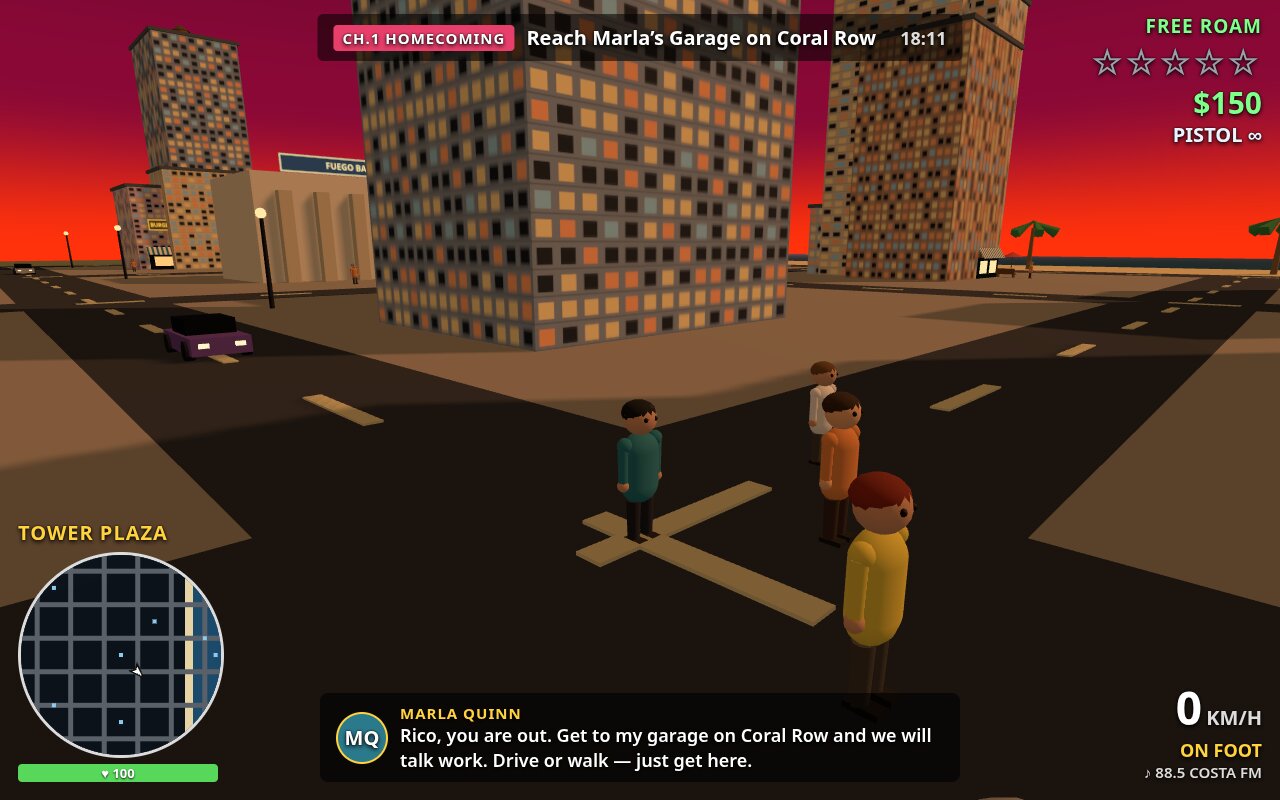 CH.1 HOMECOMING Reach Marla's Garage on Coral Row 18:11
FREE ROAM
$150
PISTOL ∞
FUEGO BA
TOWER PLAZA
♥ 100
MQ
MARLA QUINN
Rico, you are out. Get to my garage on Coral Row and we will
talk work. Drive or walk — just get here.
0 KM/H
ON FOOT
♪ 88.5 COSTA FM